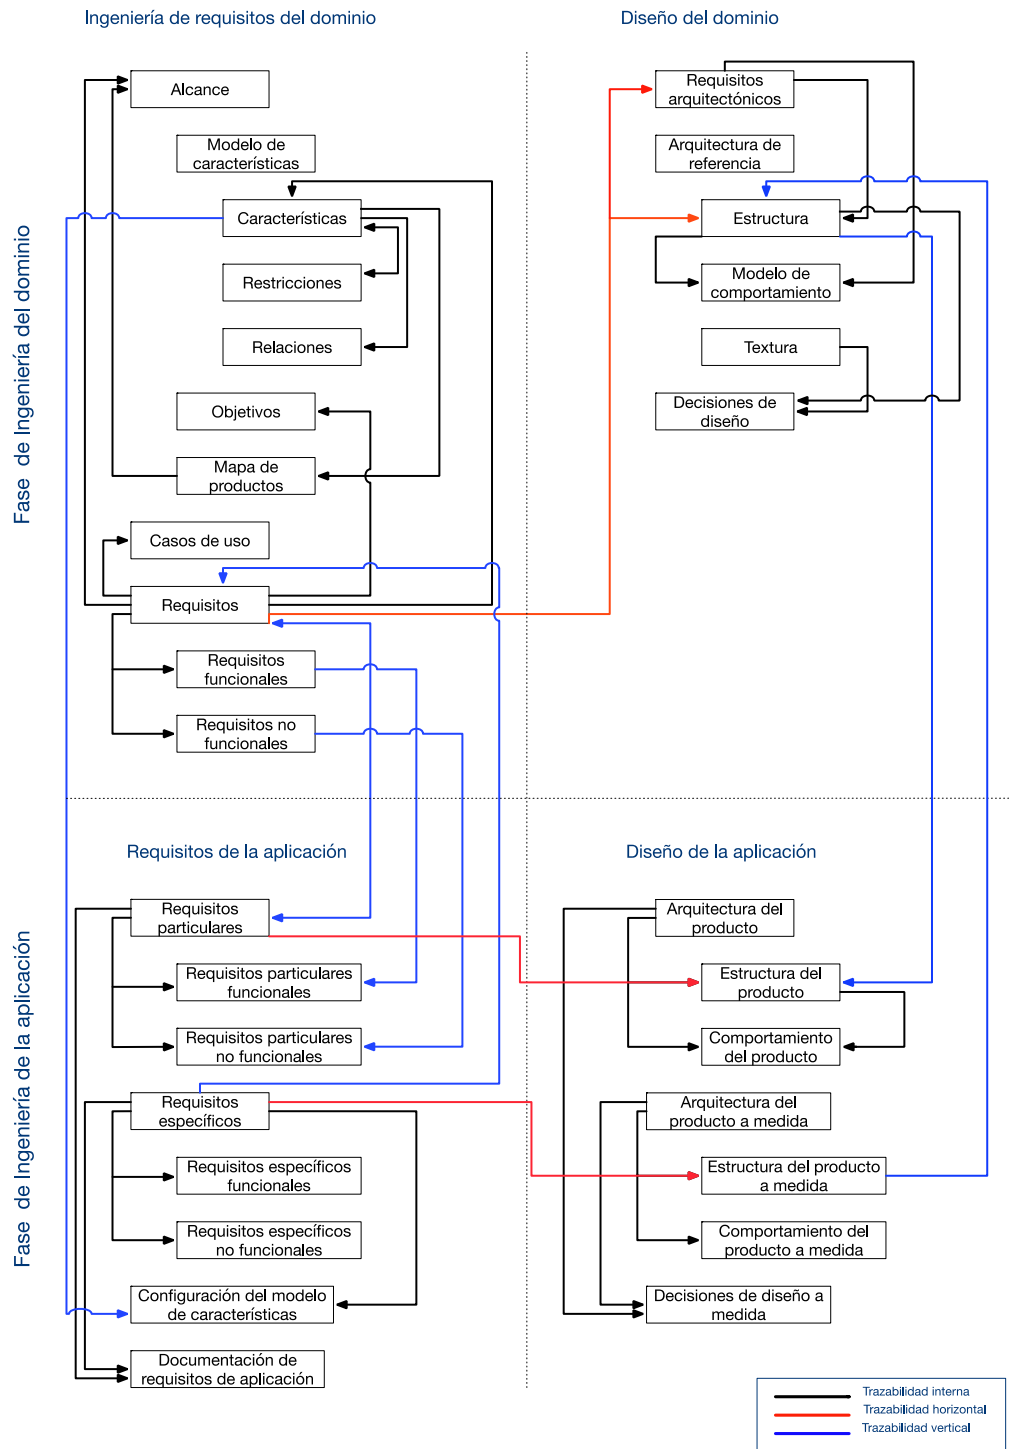 Ingeniería de requisitos del dominio
Diseño del dominio
Fase de Ingeniería del dominio
Alcance
Modelo de
características
Características
Restricciones
Relaciones
Objetivos
Mapa de
productos
Casos de uso
Requisitos
Requisitos
funcionales
Requisitos no
funcionales
Requisitos
arquitectónicos
Arquitectura de
referencia
Estructura
Modelo de
comportamiento
Textura
Decisiones de
diseño
Fase de Ingeniería de la aplicación
Requisitos de la aplicación
Requisitos
particulares
Requisitos particulares
funcionales
Requisitos particulares
no funcionales
Requisitos
específicos
Requisitos específicos
funcionales
Requisitos específicos
no funcionales
Configuración del modelo
de características
Documentación de
requisitos de aplicación
Diseño de la aplicación
Arquitectura del
producto
Estructura del
producto
Comportamiento
del producto
Arquitectura del
producto a medida
Estructura del producto
a medida
Comportamiento del
producto a medida
Decisiones de diseño a
medida
Trazabilidad interna
Trazabilidad horizontal
Trazabilidad vertical